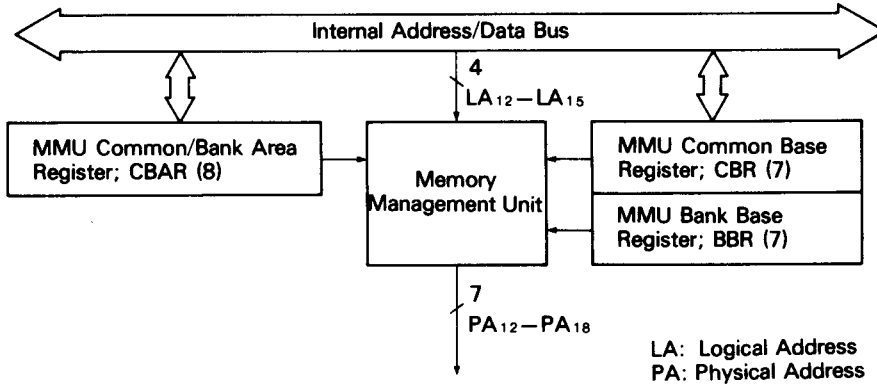 Internal Address/Data Bus
4
LA12–LA15
MMU Common/Bank Area
Register; CBAR (8)
Memory
Management Unit
MMU Common Base
Register; CBR (7)
MMU Bank Base
Register; BBR (7)
7
PA12–PA18
LA: Logical Address
PA: Physical Address